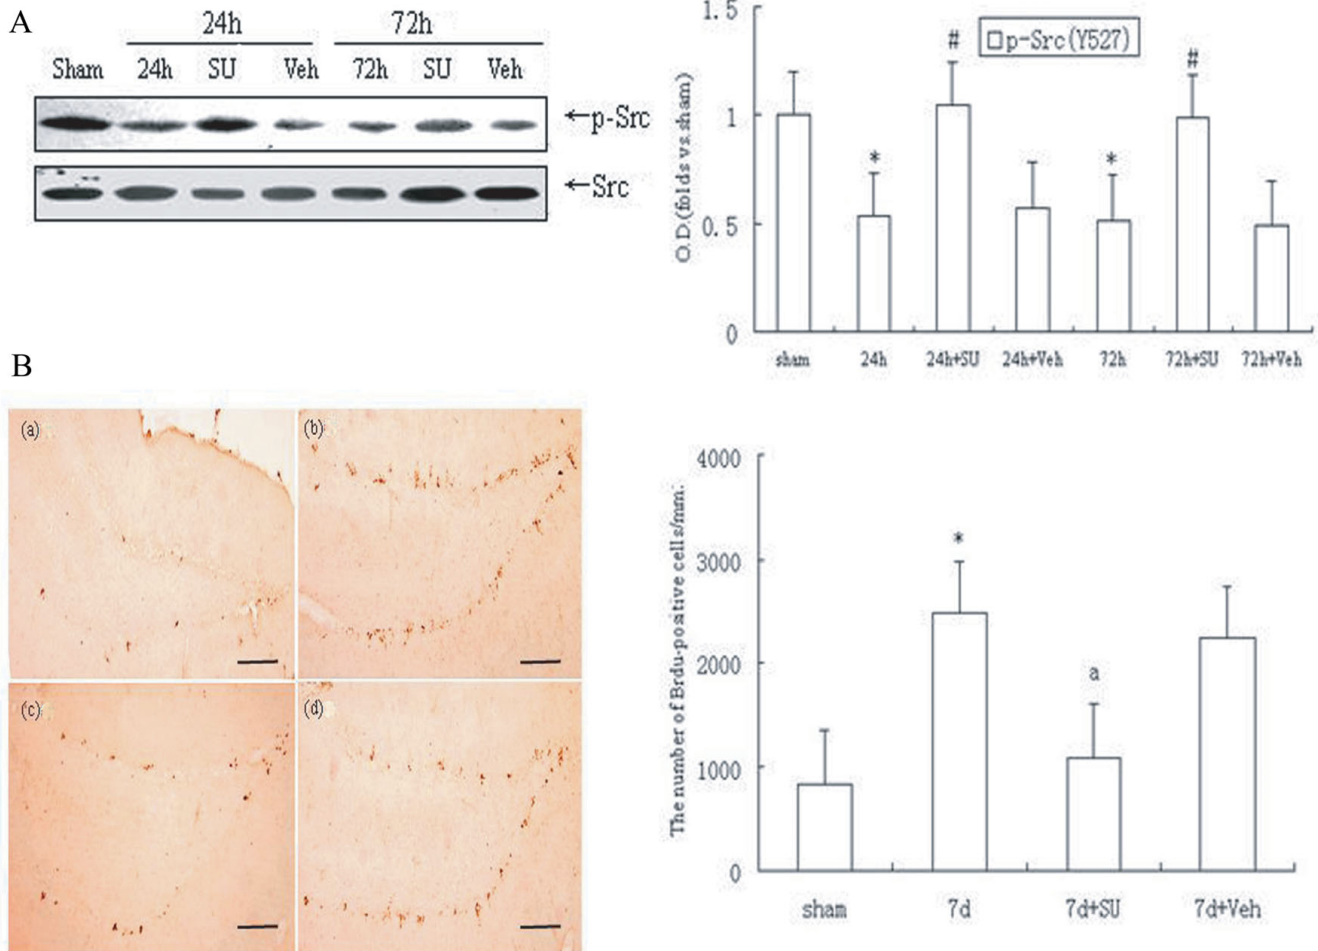 A
24h 72h
Sham 24h SU Veh 72h SU Veh
←p-Src
←Src
1.5
1
0.5
0
O.D.(folds vs.sham)
p-Src(Y527)
* # * #
sham 24h 24h+SU 24h+Veh 72h 72h+SU 72h+Veh
B
(a) (b)
(c) (d)
4000
3000
2000
1000
0
The number of Brdu-positive cells/mm.
* a
sham 7d 7d+SU 7d+Veh